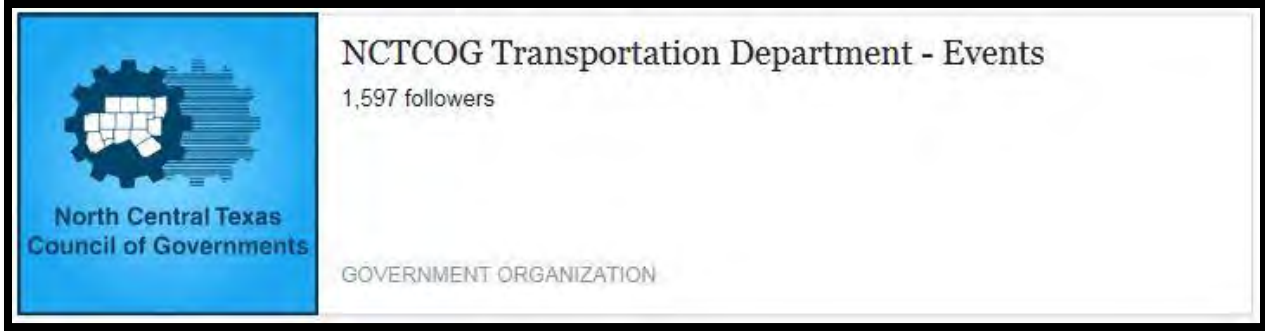 NCTCOG Transportation Department - Events
1,597 followers
North Central Texas
Council of Governments
GOVERNMENT ORGANIZATION